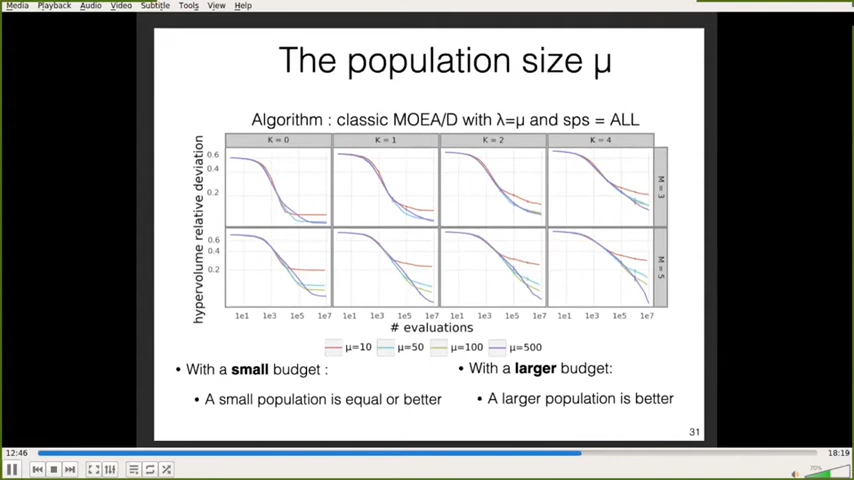 Media Playback Audio Video Subtitle Tools View Help
The population size μ
Algorithm : classic MOEA/D with λ=μ and sps = ALL
K = 0 K = 1 K = 2 K = 4
hypervolume relative deviation
0.6
0.4
0.2
M = 3
0.6
0.4
0.2
M = 5
1e1 1e3 1e5 1e7 1e1 1e3 1e5 1e7 1e1 1e3 1e5 1e7 1e1 1e3 1e5 1e7
# evaluations
μ=10 μ=50 μ=100 μ=500
• With a small budget :
• A small population is equal or better
• With a larger budget:
• A larger population is better
31
12:46 18:19
70%